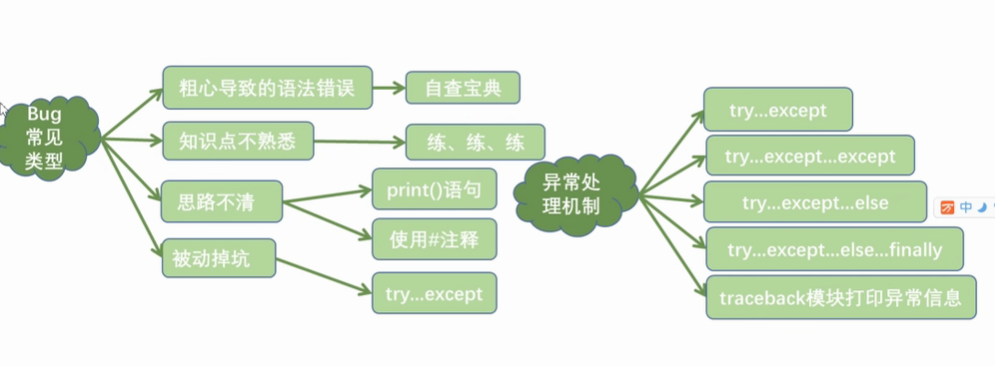 Bug
常见
类型
粗心导致的语法错误
自查宝典
知识点不熟悉
练、练、练
思路不清
print()语句
使用#注释
被动掉坑
try...except
异常处
理机制
try...except
try...except...except
try...except...else
try...except...else...finally
traceback模块打印异常信息
万 中